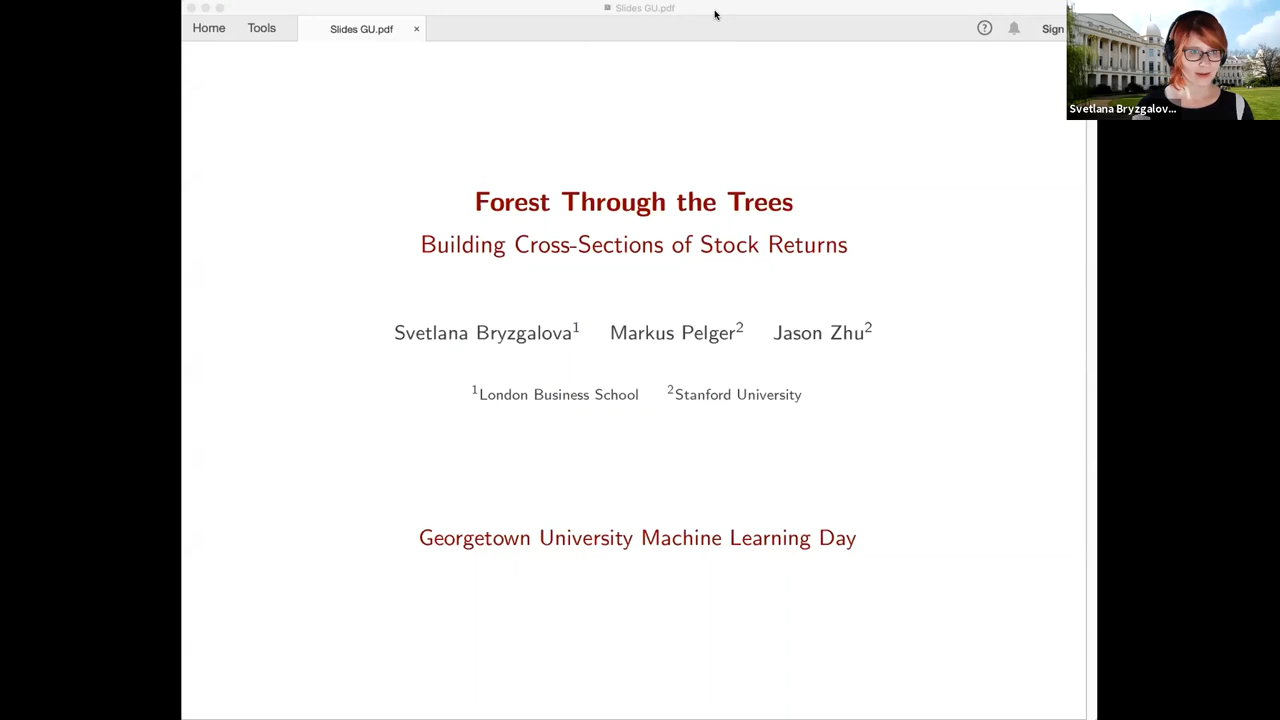 Slides GU.pdf
Home Tools Slides GU.pdf × Sign
Svetlana Bryzgalov...
Forest Through the Trees
Building Cross-Sections of Stock Returns
Svetlana Bryzgalova¹ Markus Pelger² Jason Zhu²
¹London Business School ²Stanford University
Georgetown University Machine Learning Day